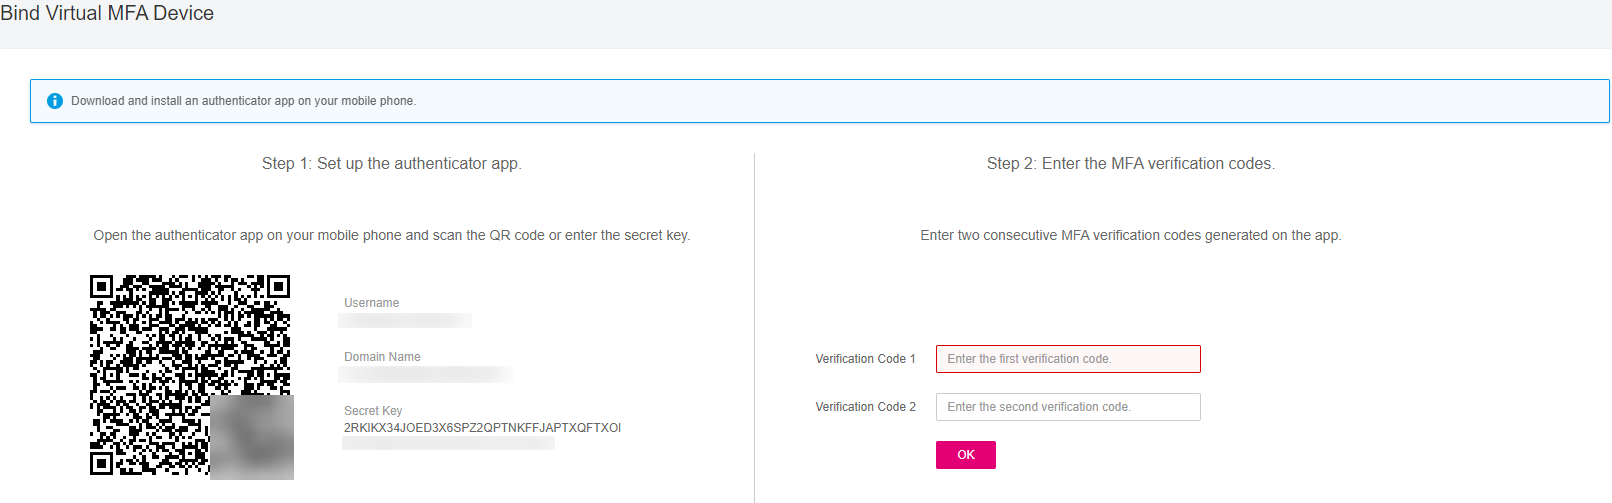 Bind Virtual MFA Device
Download and install an authenticator app on your mobile phone.
Step 1: Set up the authenticator app.
Open the authenticator app on your mobile phone and scan the QR code or enter the secret key.
Username
Domain Name
Secret Key
2RKIKX34JOED3X6SPZ2QPTNKFFJAPTXQFTXOI
Step 2: Enter the MFA verification codes.
Enter two consecutive MFA verification codes generated on the app.
Verification Code 1
Enter the first verification code.
Verification Code 2
Enter the second verification code.
OK